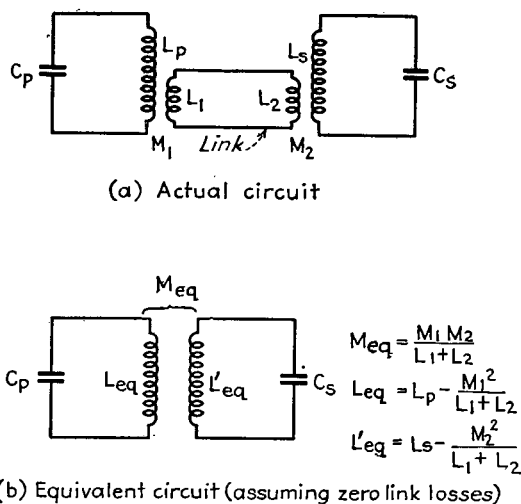 Cp
Lp
L1
M1
Link
L2
M2
Ls
Cs
(a) Actual circuit
Meq
Cp
Leq
L'eq
Cs
Meq = M1 M2 / L1+L2
Leq = Lp - M1² / L1+L2
L'eq = Ls - M2² / L1 + L2
(b) Equivalent circuit (assuming zero link losses)